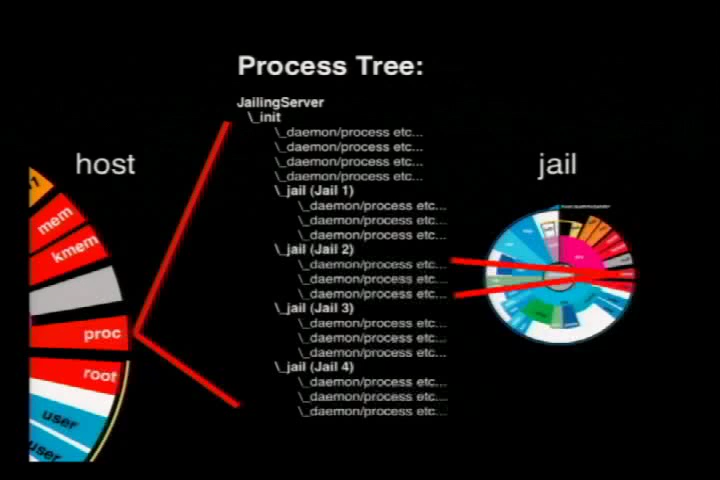 Process Tree:
JailingServer
\_init
\_daemon/process etc...
\_daemon/process etc...
\_daemon/process etc...
\_daemon/process etc...
\_jail (Jail 1)
\_daemon/process etc...
\_daemon/process etc...
\_daemon/process etc...
\_jail (Jail 2)
\_daemon/process etc...
\_daemon/process etc...
\_daemon/process etc...
\_jail (Jail 3)
\_daemon/process etc...
\_daemon/process etc...
\_daemon/process etc...
\_jail (Jail 4)
\_daemon/process etc...
\_daemon/process etc...
\_daemon/process etc...
host
mem
kmem
proc
root
user
user
jail